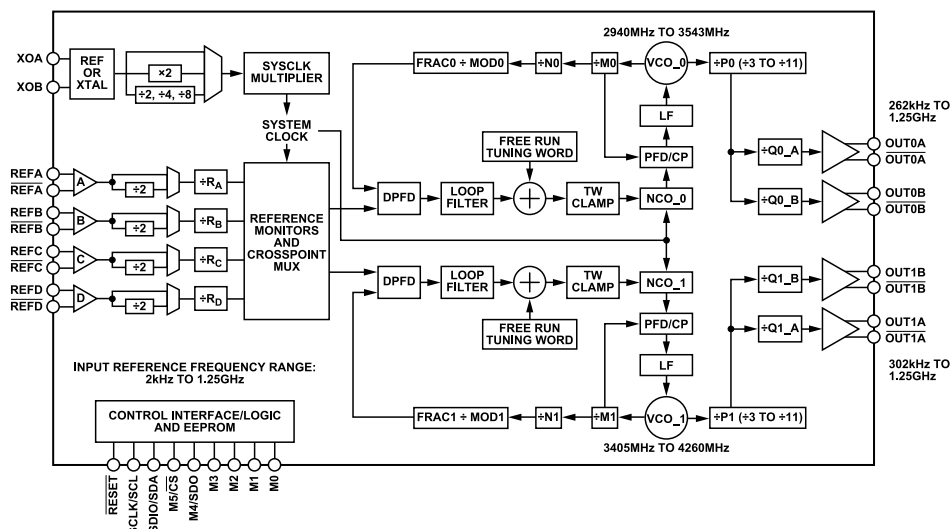 2940MHz TO 3543MHz
XOA
XOB
REF
OR
XTAL
×2
÷2, ÷4, ÷8
SYSCLK
MULTIPLIER
SYSTEM
CLOCK
FRAC0 ÷ MOD0
÷N0
÷M0
VCO_0
÷P0 (÷3 TO ÷11)
LF
PFD/CP
FREE RUN
TUNING WORD
262kHz TO
1.25GHz
÷Q0_A
OUT0A
OUT0A
÷Q0_B
OUT0B
OUT0B
REFA
REFA
A
÷2
÷RA
REFB
REFB
B
÷2
÷RB
REFC
REFC
C
÷2
÷RC
REFD
REFD
D
÷2
÷RD
REFERENCE
MONITORS
AND
CROSSPOINT
MUX
DPFD
LOOP
FILTER
+
TW
CLAMP
NCO_0
DPFD
LOOP
FILTER
+
TW
CLAMP
NCO_1
FREE RUN
TUNING WORD
PFD/CP
LF
÷Q1_B
OUT1B
OUT1B
÷Q1_A
OUT1A
OUT1A
302kHz TO
1.25GHz
FRAC1 ÷ MOD1
÷N1
÷M1
VCO_1
÷P1 (÷3 TO ÷11)
3405MHz TO 4260MHz
INPUT REFERENCE FREQUENCY RANGE:
2kHz TO 1.25GHz
CONTROL INTERFACE/LOGIC
AND EEPROM
RESET
SCLK/SCL
SDIO/SDA
M5/CS
M4/SDO
M3
M2
M1
M0